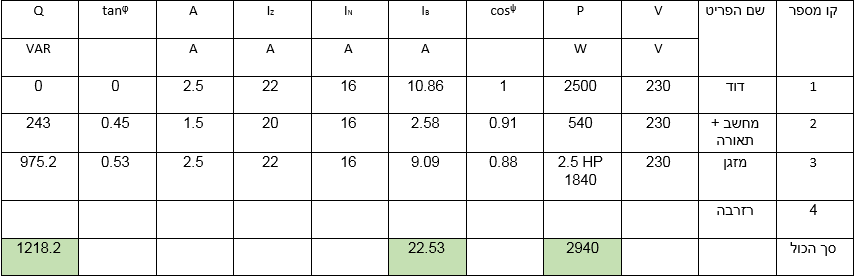 קו מספר שם הפריט V P cosᵠ Iʙ Iɴ Iz A tanᵠ Q
V W A A A A VAR
1 דוד 230 2500 1 10.86 16 22 2.5 0 0
2 מחשב + תאורה 230 540 0.91 2.58 16 20 1.5 0.45 243
3 מזגן 230 2.5 HP 1840 0.88 9.09 16 22 2.5 0.53 975.2
4 רזרבה
סך הכול 2940 22.53 1218.2